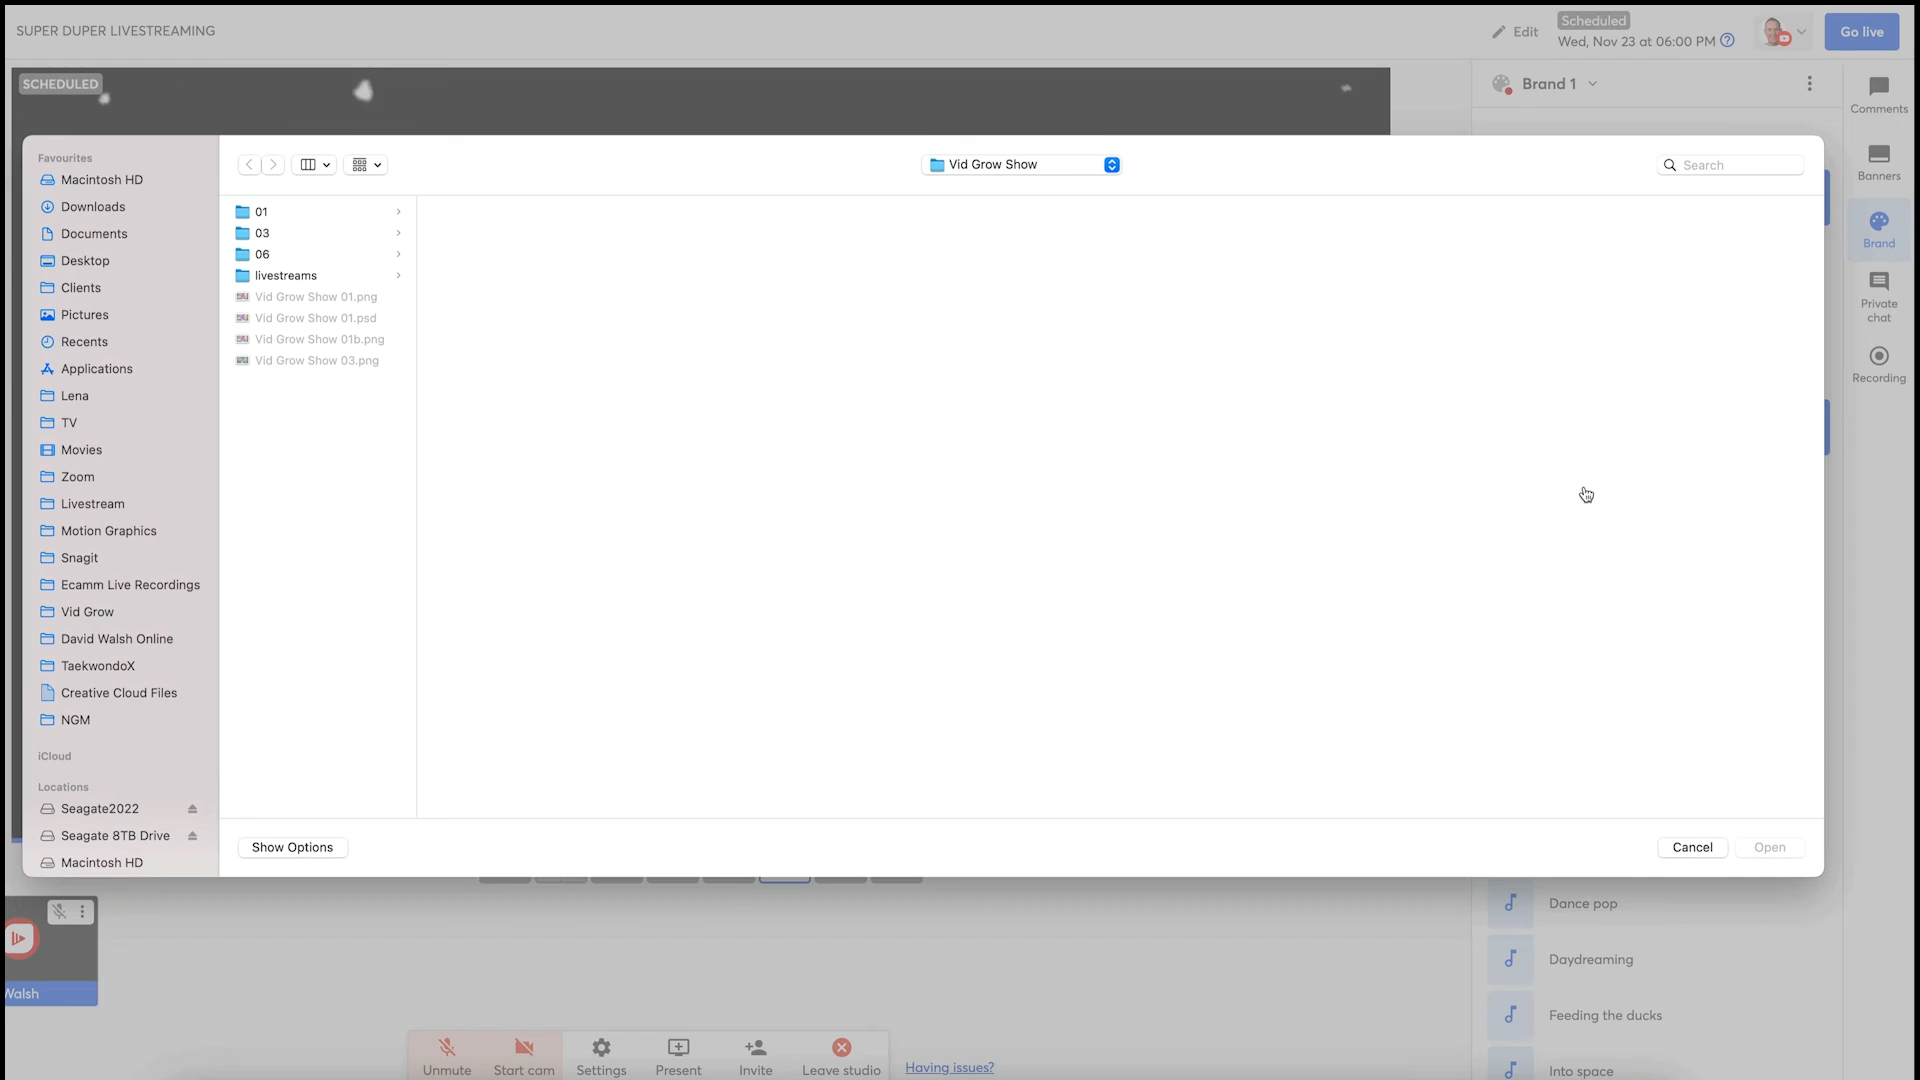 SUPER DUPER LIVESTREAMING
Edit
Scheduled
Wed, Nov 23 at 06:00 PM
Go live
SCHEDULED
Brand 1
Comments
Banners
Brand
Private
chat
Recording
Favourites
Macintosh HD
Downloads
Documents
Desktop
Clients
Pictures
Recents
Applications
Lena
TV
Movies
Zoom
Livestream
Motion Graphics
Snagit
Ecamm Live Recordings
Vid Grow
David Walsh Online
TaekwondoX
Creative Cloud Files
NGM
iCloud
Locations
Seagate2022
Seagate 8TB Drive
Macintosh HD
Vid Grow Show
Search
01
03
06
livestreams
Vid Grow Show 01.png
Vid Grow Show 01.psd
Vid Grow Show 01b.png
Vid Grow Show 03.png
Show Options
Cancel
Open
Walsh
Dance pop
Daydreaming
Feeding the ducks
Into space
Unmute
Start cam
Settings
Present
Invite
Leave studio
Having issues?